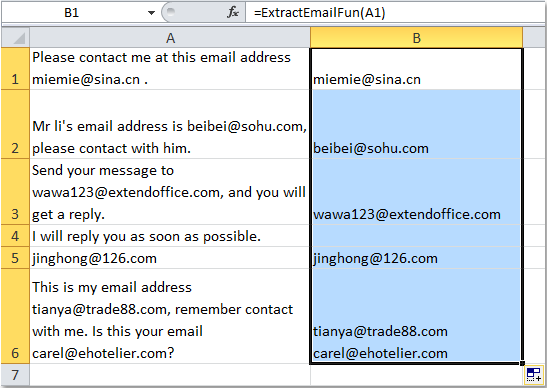 B1 fx =ExtractEmailFun(A1)
A B
1 Please contact me at this email address
miemie@sina.cn . miemie@sina.cn
2 Mr li's email address is beibei@sohu.com,
please contact with him. beibei@sohu.com
3 Send your message to
wawa123@extendoffice.com, and you will
get a reply. wawa123@extendoffice.com
4 I will reply you as soon as possible.
5 jinghong@126.com jinghong@126.com
6 This is my email address
tianya@trade88.com, remember contact
with me. Is this your email tianya@trade88.com
carel@ehotelier.com? carel@ehotelier.com
7